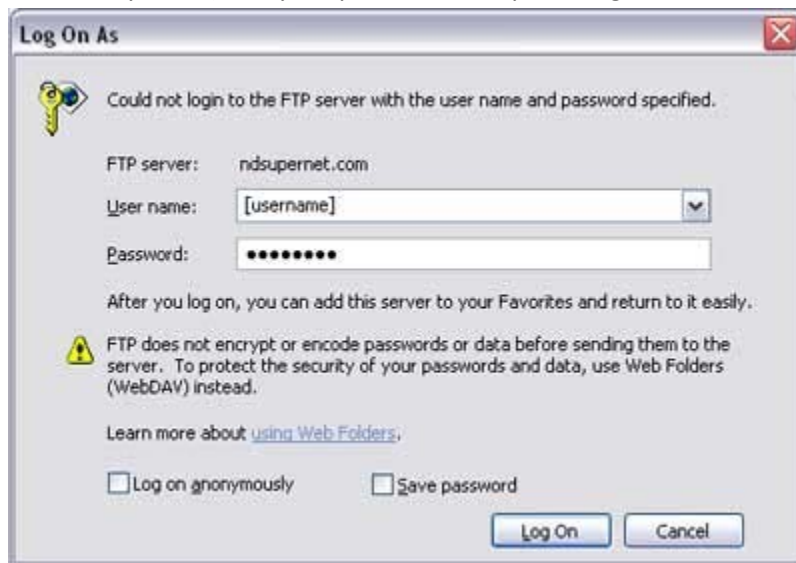 Log On As
Could not login to the FTP server with the user name and password specified.
FTP server: ndsupernet.com
User name: [username]
Password: ●●●●●●●●
After you log on, you can add this server to your Favorites and return to it easily.
FTP does not encrypt or encode passwords or data before sending them to the
server. To protect the security of your passwords and data, use Web Folders
(WebDAV) instead.
Learn more about using Web Folders.
Log on anonymously Save password
Log On Cancel